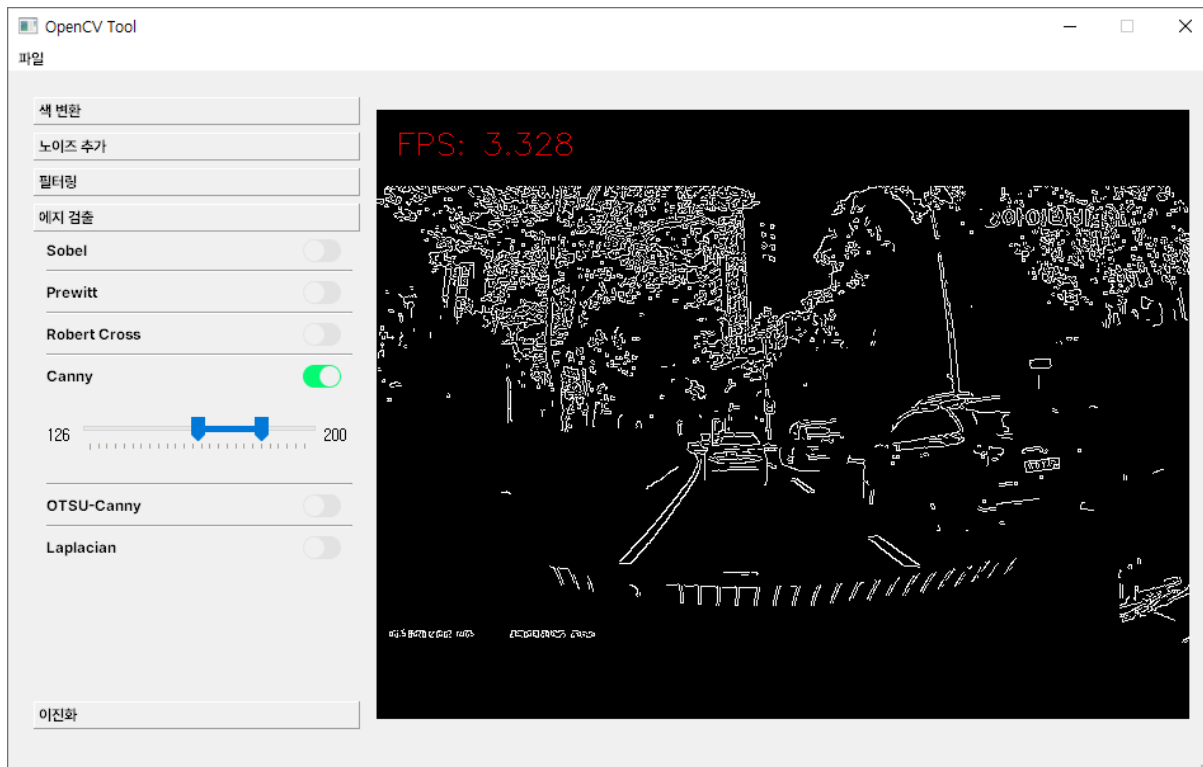 OpenCV Tool
파일
색 변환
노이즈 추가
필터링
에지 검출
Sobel
Prewitt
Robert Cross
Canny
126
200
OTSU-Canny
Laplacian
이진화
FPS: 3.328